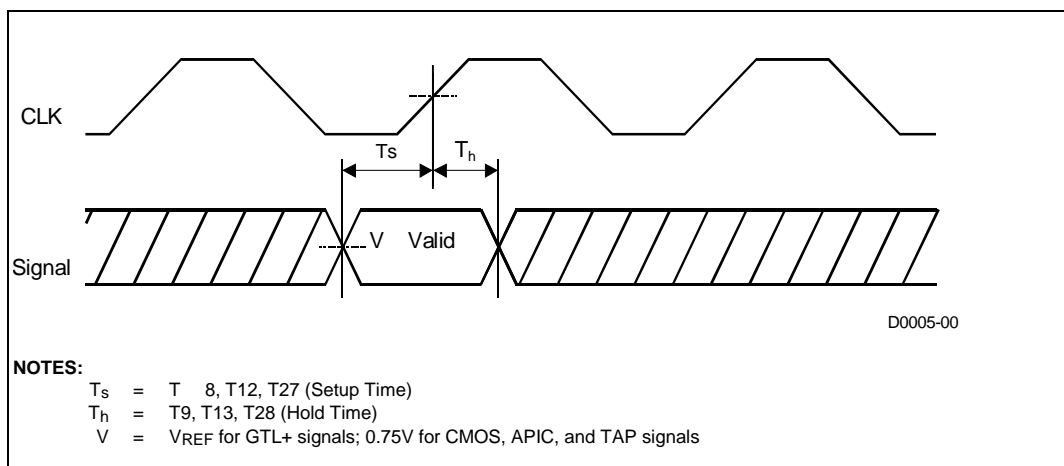 CLK
Ts Th
V Valid
Signal
D0005-00
NOTES:
Ts = T 8, T12, T27 (Setup Time)
Th = T9, T13, T28 (Hold Time)
V = VREF for GTL+ signals; 0.75V for CMOS, APIC, and TAP signals